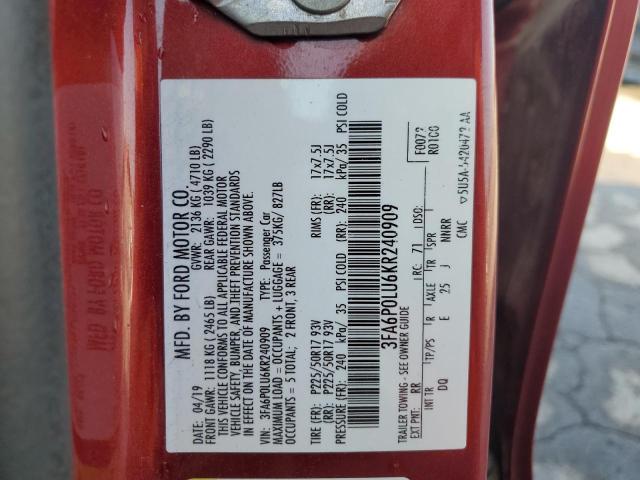 MFD. BY FORD MOTOR CO.
DATE: 04/19 GVWR: 2136 KG ( 4710 LB)
FRONT GAWR: 1118 KG ( 2465 LB) REAR GAWR: 1039 KG ( 2290 LB)
THIS VEHICLE CONFORMS TO ALL APPLICABLE FEDERAL MOTOR
VEHICLE SAFETY, BUMPER, AND THEFT PREVENTION STANDARDS
IN EFFECT ON THE DATE OF MANUFACTURE SHOWN ABOVE.
VIN: 3FA6P0LU6KR240909 TYPE: Passenger Car
MAXIMUM LOAD = OCCUPANTS + LUGGAGE = 375KG/ 827LB
OCCUPANTS = 5 TOTAL; 2 FRONT, 3 REAR
TIRE (FR): P225/50R17 93V RIMS (FR): 17x7.5J
(RR): P225/50R17 93V (RR): 17x7.5J
PRESSURE (FR): 240 kPa/ 35 PSI COLD (RR): 240 kPa/ 35 PSI COLD
3FA6P0LU6KR240909
F0072
R0100
TRAILER TOWING - SEE OWNER GUIDE
EXT PNT: RR RC: 71 DSO:
INT TR TP/PS R AXLE TR SPR
DQ E 25 J NNRR
CMC